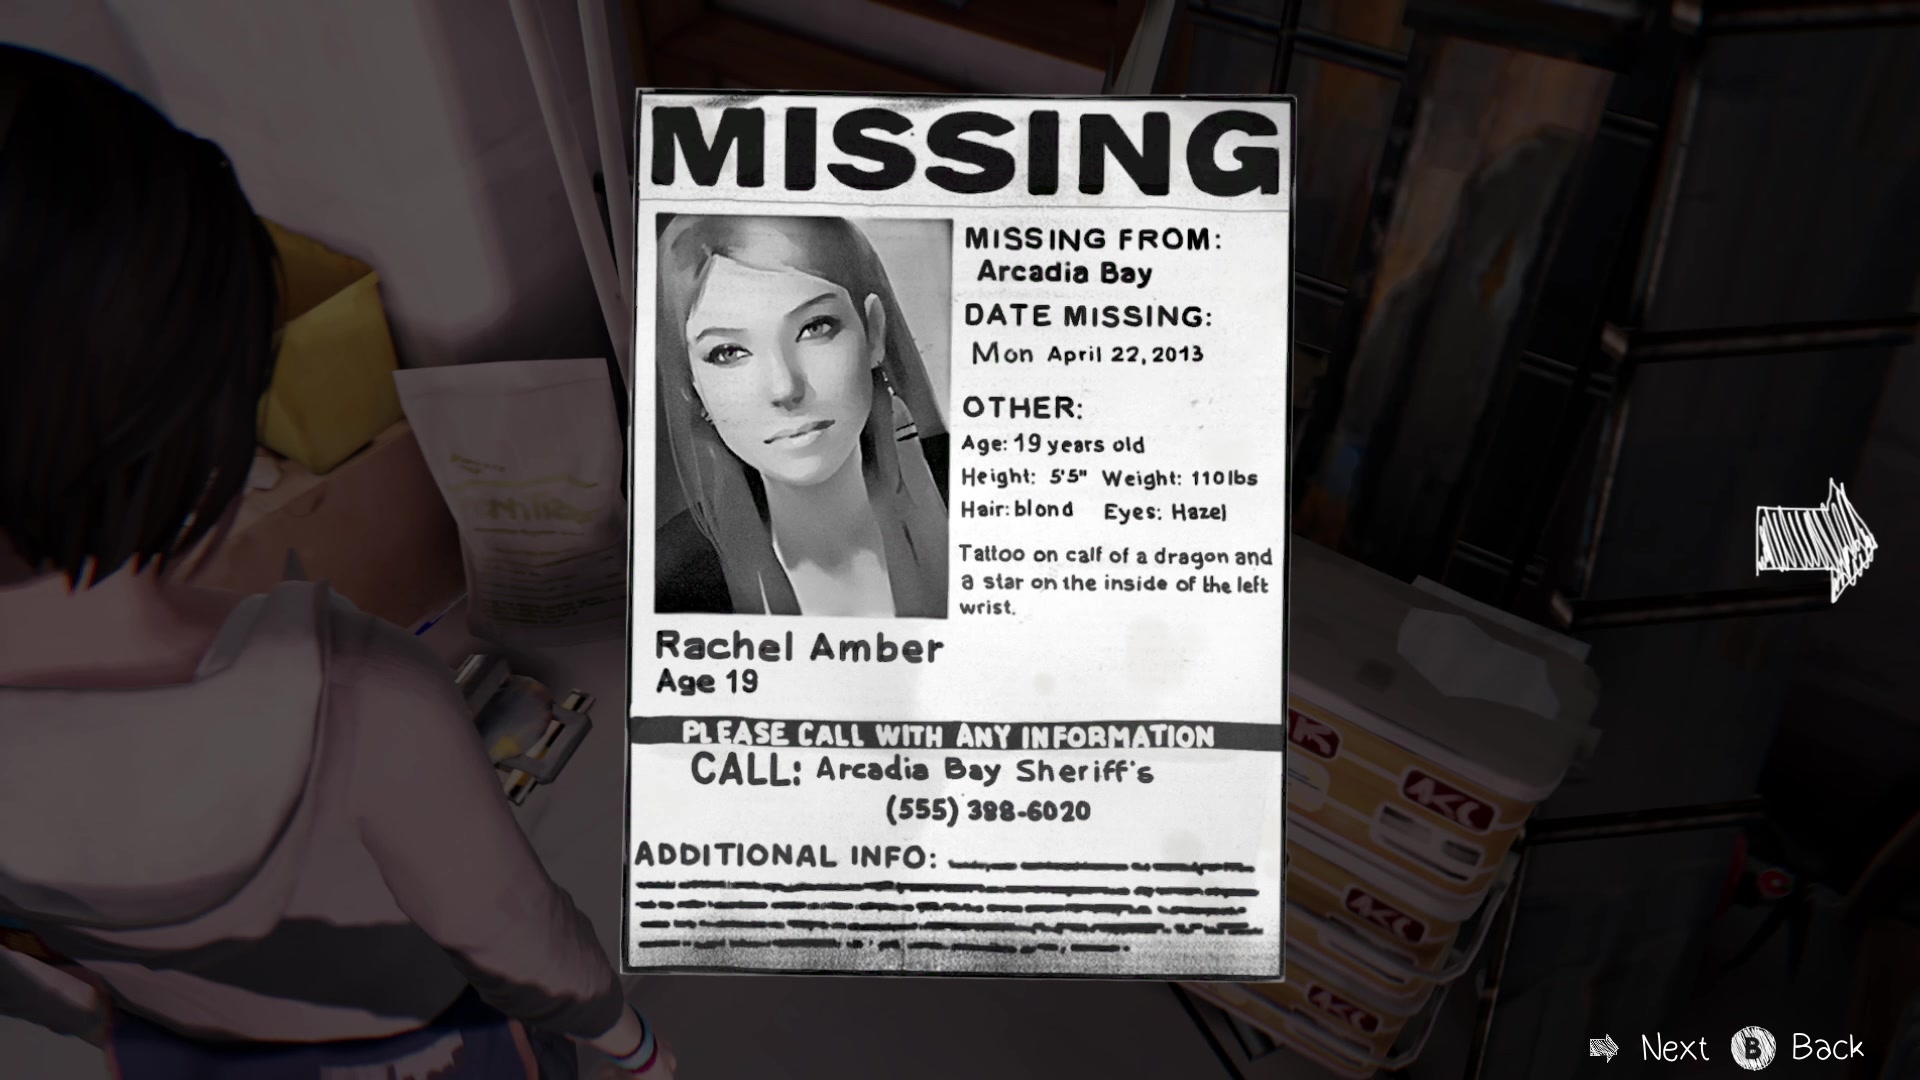 MISSING
MISSING FROM:
Arcadia Bay
DATE MISSING:
Mon April 22, 2013
OTHER:
Age: 19 years old
Height: 5'5" Weight: 110 lbs
Hair: blond Eyes: Hazel
Tattoo on calf of a dragon and
a star on the inside of the left
wrist.
Rachel Amber
Age 19
PLEASE CALL WITH ANY INFORMATION
CALL: Arcadia Bay Sheriff's
(555) 388-6020
ADDITIONAL INFO:
Next B Back